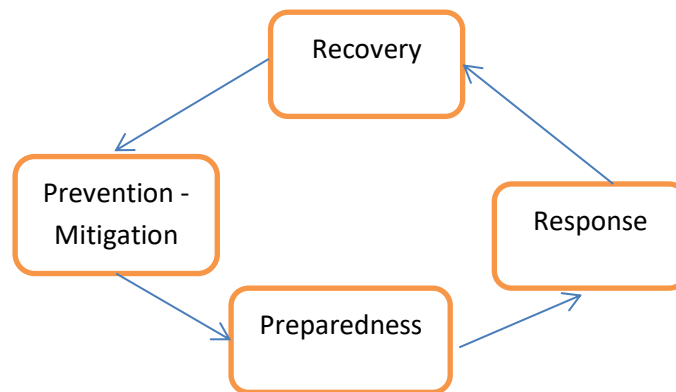 Recovery
Prevention -
Mitigation
Response
Preparedness